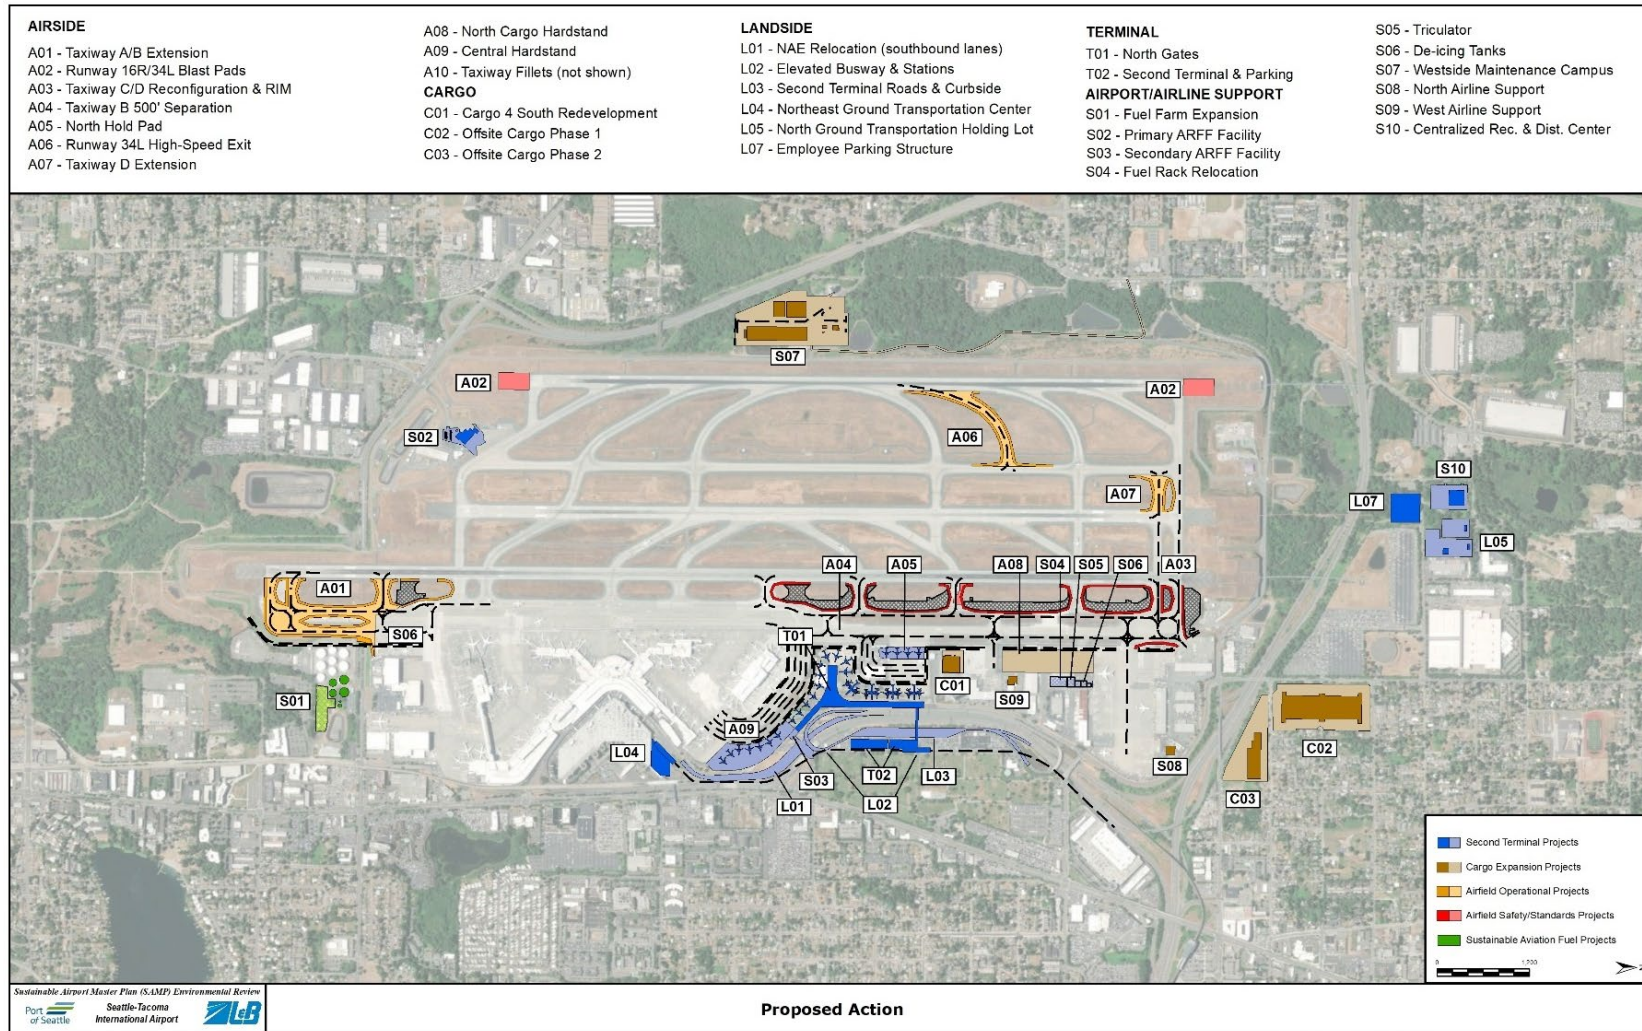 AIRSIDE
A01 - Taxiway A/B Extension
A02 - Runway 16R/34L Blast Pads
A03 - Taxiway C/D Reconfiguration & RIM
A04 - Taxiway B 500' Separation
A05 - North Hold Pad
A06 - Runway 34L High-Speed Exit
A07 - Taxiway D Extension
A08 - North Cargo Hardstand
A09 - Central Hardstand
A10 - Taxiway Fillets (not shown)
CARGO
C01 - Cargo 4 South Redevelopment
C02 - Offsite Cargo Phase 1
C03 - Offsite Cargo Phase 2
LANDSIDE
L01 - NAE Relocation (southbound lanes)
L02 - Elevated Busway & Stations
L03 - Second Terminal Roads & Curbside
L04 - Northeast Ground Transportation Center
L05 - North Ground Transportation Holding Lot
L07 - Employee Parking Structure
TERMINAL
T01 - North Gates
T02 - Second Terminal & Parking
AIRPORT/AIRLINE SUPPORT
S01 - Fuel Farm Expansion
S02 - Primary ARFF Facility
S03 - Secondary ARFF Facility
S04 - Fuel Rack Relocation
S05 - Triculator
S06 - De-icing Tanks
S07 - Westside Maintenance Campus
S08 - North Airline Support
S09 - West Airline Support
S10 - Centralized Rec. & Dist. Center
S07
A02
A02
S02
A06
A07
S10
L07
L05
A04
A05
A08
S04
S05
S06
A03
A01
S06
T01
S01
C01
S09
A09
L04
S03
T02
L03
S08
C02
L01
L02
C03
Second Terminal Projects
Cargo Expansion Projects
Airfield Operational Projects
Airfield Safety/Standards Projects
Sustainable Aviation Fuel Projects
0 1,200
Z
Sustainable Airport Master Plan (SAMP) Environmental Review
Port of Seattle
Seattle-Tacoma
International Airport
L&B
Proposed Action